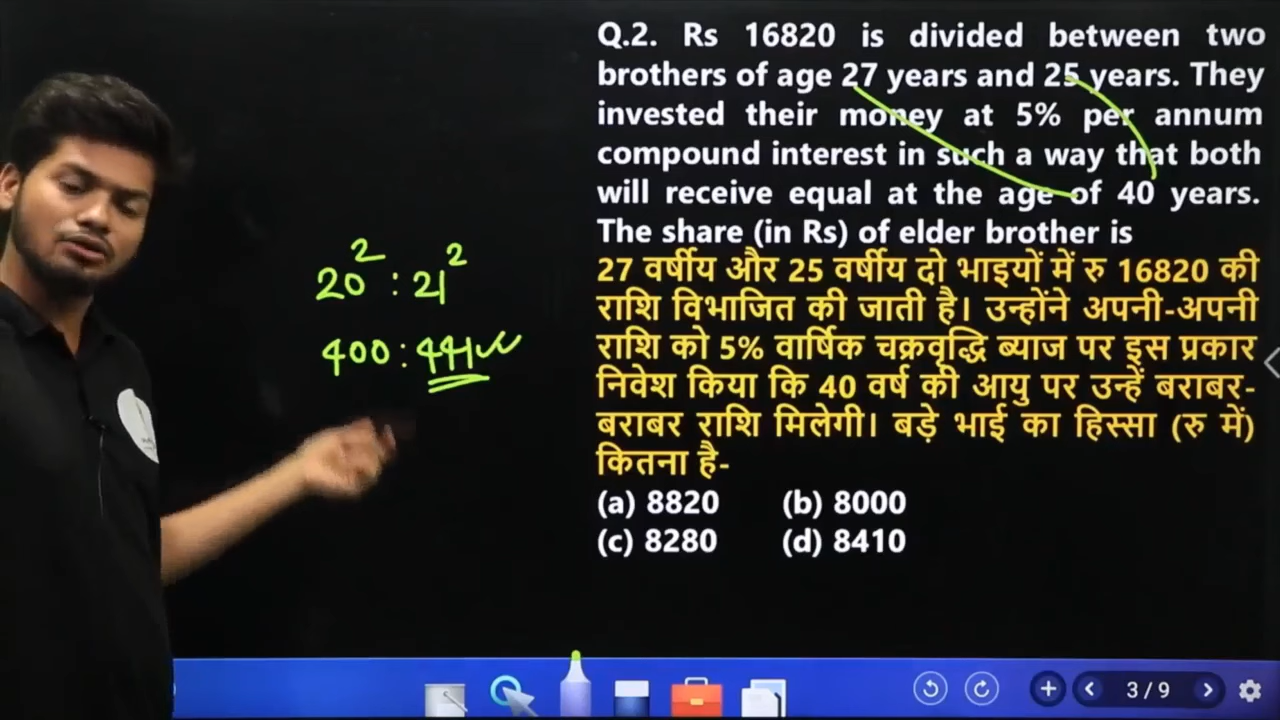 Q.2. Rs 16820 is divided between two
brothers of age 27 years and 25 years. They
invested their money at 5% per annum
compound interest in such a way that both
will receive equal at the age of 40 years.
The share (in Rs) of elder brother is
27 वर्षीय और 25 वर्षीय दो भाइयों में रु 16820 की
राशि विभाजित की जाती है। उन्होंने अपनी-अपनी
राशि को 5% वार्षिक चक्रवृद्धि ब्याज पर इस प्रकार
निवेश किया कि 40 वर्ष की आयु पर उन्हें बराबर-
बराबर राशि मिलेगी। बड़े भाई का हिस्सा (रु में)
कितना है-
(a) 8820 (b) 8000
(c) 8280 (d) 8410
20² : 21²
400 : 441
3 / 9